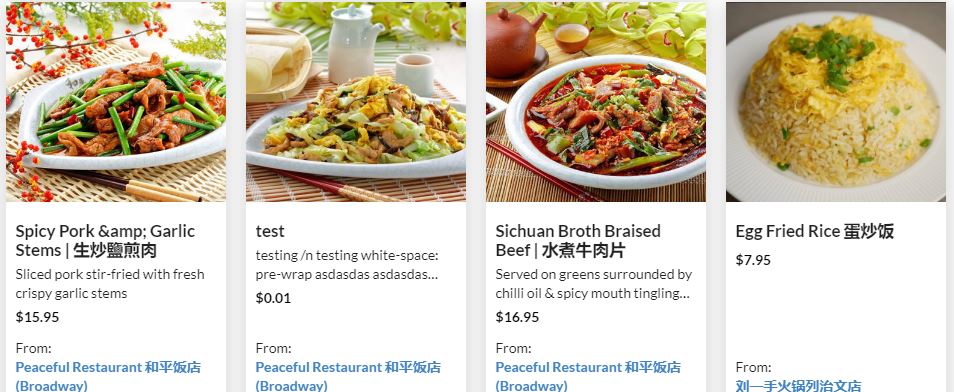 Spicy Pork &amp; Garlic
Stems | 生炒鹽煎肉
Sliced pork stir-fried with fresh
crispy garlic stems
$15.95
From:
Peaceful Restaurant 和平饭店
(Broadway)
test
testing /n testing white-space:
pre-wrap asdasdas asdasdas...
$0.01
From:
Peaceful Restaurant 和平饭店
(Broadway)
Sichuan Broth Braised
Beef | 水煮牛肉片
Served on greens surrounded by
chilli oil & spicy mouth tingling...
$16.95
From:
Peaceful Restaurant 和平饭店
(Broadway)
Egg Fried Rice 蛋炒饭
$7.95
From:
刘一手火锅列治文店